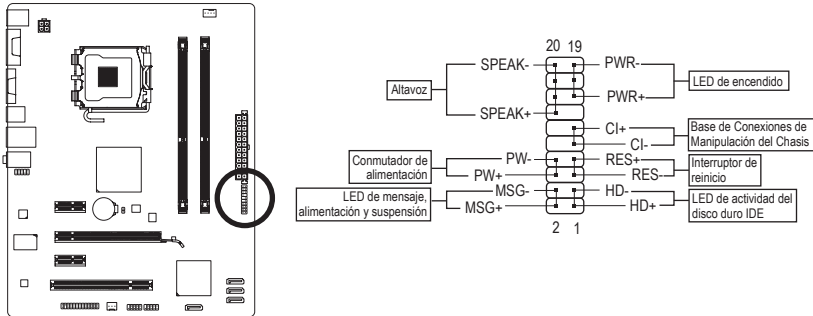 20 19
SPEAK-
PWR-
Altavoz
LED de encendido
PWR+
SPEAK+
CI+
Base de Conexiones de
Manipulación del Chasis
CI-
Conmutador de
alimentación
PW-
RES+
Interruptor de
reinicio
PW+
RES-
LED de mensaje,
alimentación y suspensión
MSG-
HD-
LED de actividad del
disco duro IDE
MSG+
HD+
2 1